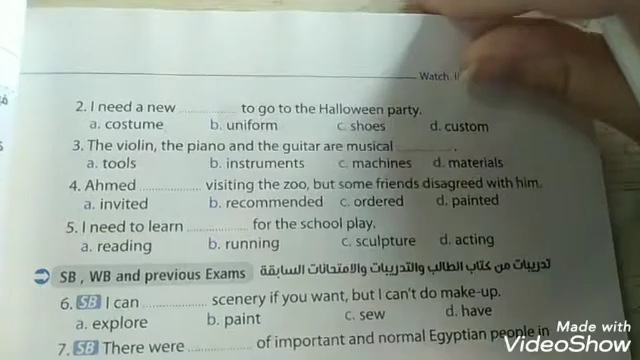 Watch.
2. I need a new ............ to go to the Halloween party.
a. costume b. uniform c. shoes d. custom
3. The violin, the piano and the guitar are musical ............ .
a. tools b. instruments c. machines d. materials
4. Ahmed ............ visiting the zoo, but some friends disagreed with him.
a. invited b. recommended c. ordered d. painted
5. I need to learn ............ for the school play.
a. reading b. running c. sculpture d. acting
SB , WB and previous Exams تدريبات من كتاب الطالب والتدريبات والامتحانات السابقة
6. SB I can ............ scenery if you want, but I can't do make-up.
a. explore b. paint c. sew d. have
7. SB There were ............ of important and normal Egyptian people in
Made with
VideoShow